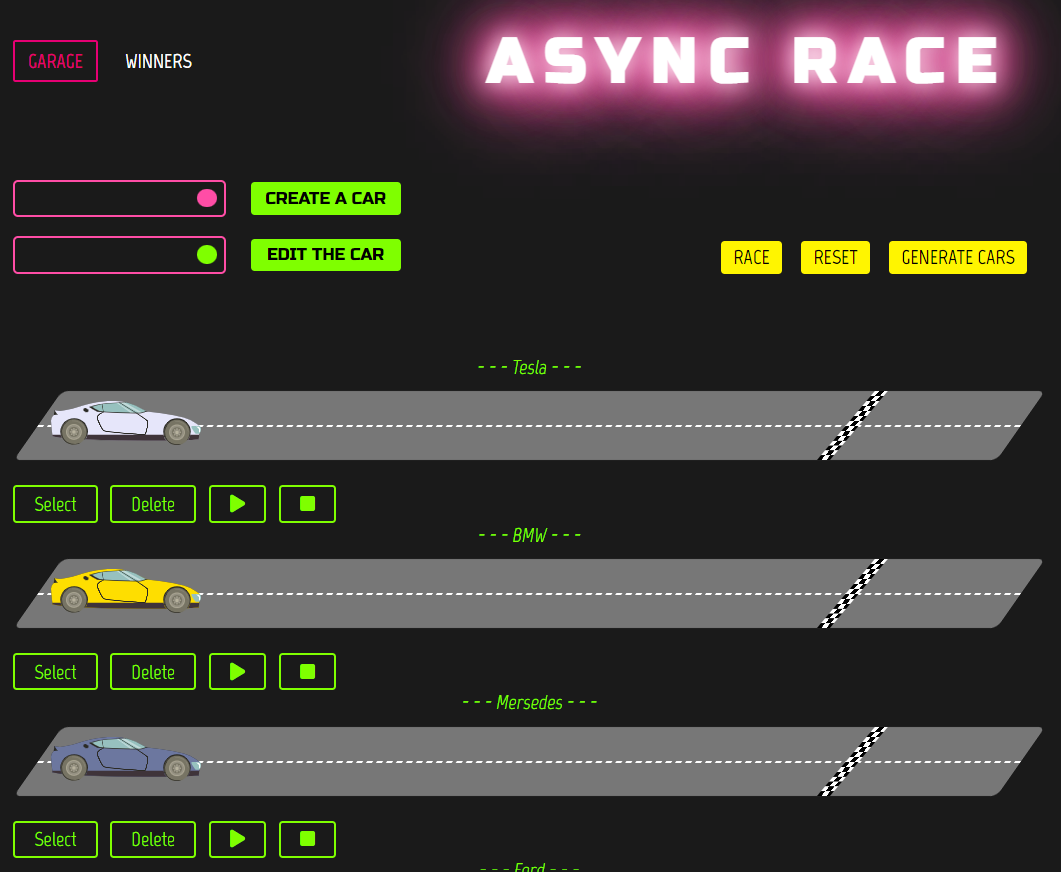 GARAGE WINNERS ASYNC RACE
CREATE A CAR
EDIT THE CAR RACE RESET GENERATE CARS
- - - Tesla - - -
Select Delete
- - - BMW - - -
Select Delete
- - - Mersedes - - -
Select Delete
- - - Ford - - -